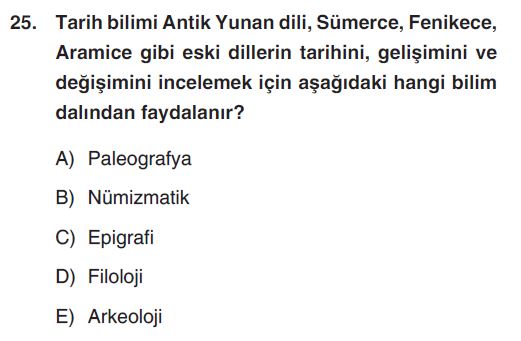 25. Tarih bilimi Antik Yunan dili, Sümerce, Fenikece,
Aramice gibi eski dillerin tarihini, gelişimini ve
değişimini incelemek için aşağıdaki hangi bilim
dalından faydalanır?
A) Paleografya
B) Nümizmatik
C) Epigrafi
D) Filoloji
E) Arkeoloji